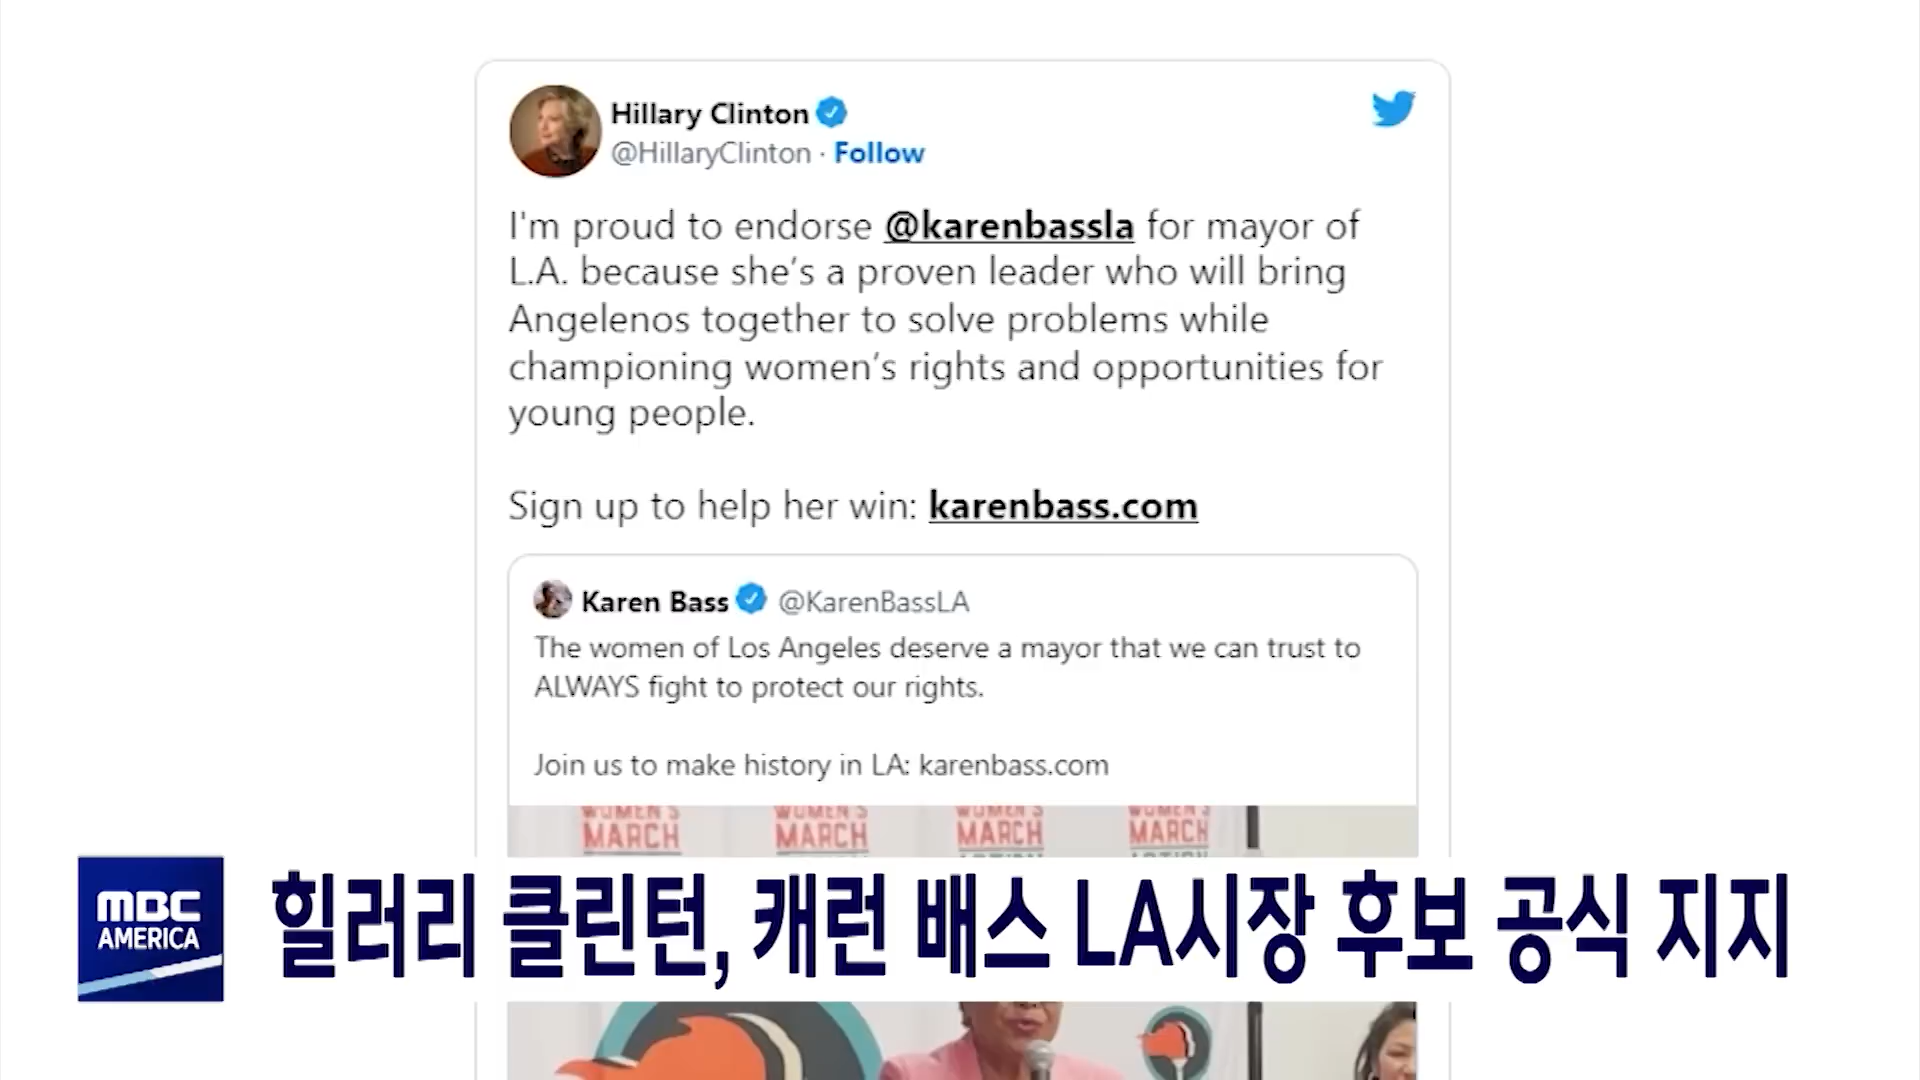 Hillary Clinton
@HillaryClinton · Follow
I'm proud to endorse @karenbassla for mayor of
L.A. because she's a proven leader who will bring
Angelenos together to solve problems while
championing women's rights and opportunities for
young people.
Sign up to help her win: karenbass.com
Karen Bass @KarenBassLA
The women of Los Angeles deserve a mayor that we can trust to
ALWAYS fight to protect our rights.
Join us to make history in LA: karenbass.com
WOMEN'S WOMEN'S WOMEN'S WOMEN'S
MARCH MARCH MARCH MARCH
MBC
AMERICA
힐러리 클린턴, 캐런 배스 LA시장 후보 공식 지지